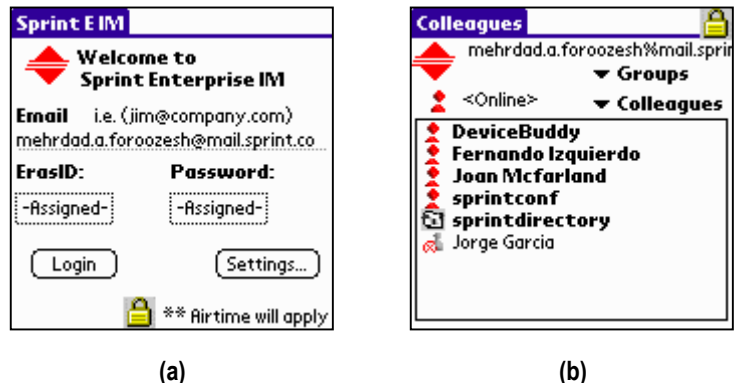 Sprint E IM
Welcome to
Sprint Enterprise IM
Email i.e. (jim@company.com)
mehrdad.a.foroozesh@mail.sprint.co
ErasID: Password:
-Assigned- -Assigned-
Login Settings...
** Airtime will apply
(a)
Colleagues
mehrdad.a.foroozesh%mail.sprin
▼ Groups
<Online> ▼ Colleagues
DeviceBuddy
Fernando Izquierdo
Joan Mcfarland
sprintconf
sprintdirectory
Jorge Garcia
(b)